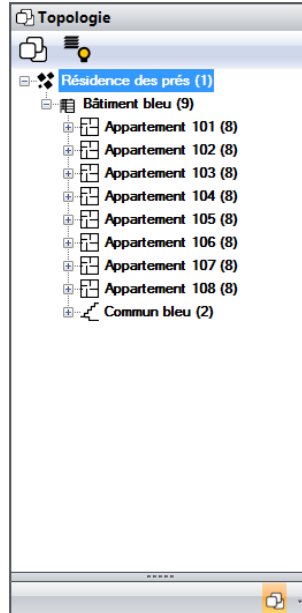 Topologie
Résidence des prés (1)
Bâtiment bleu (9)
Appartement 101 (8)
Appartement 102 (8)
Appartement 103 (8)
Appartement 104 (8)
Appartement 105 (8)
Appartement 106 (8)
Appartement 107 (8)
Appartement 108 (8)
Commun bleu (2)